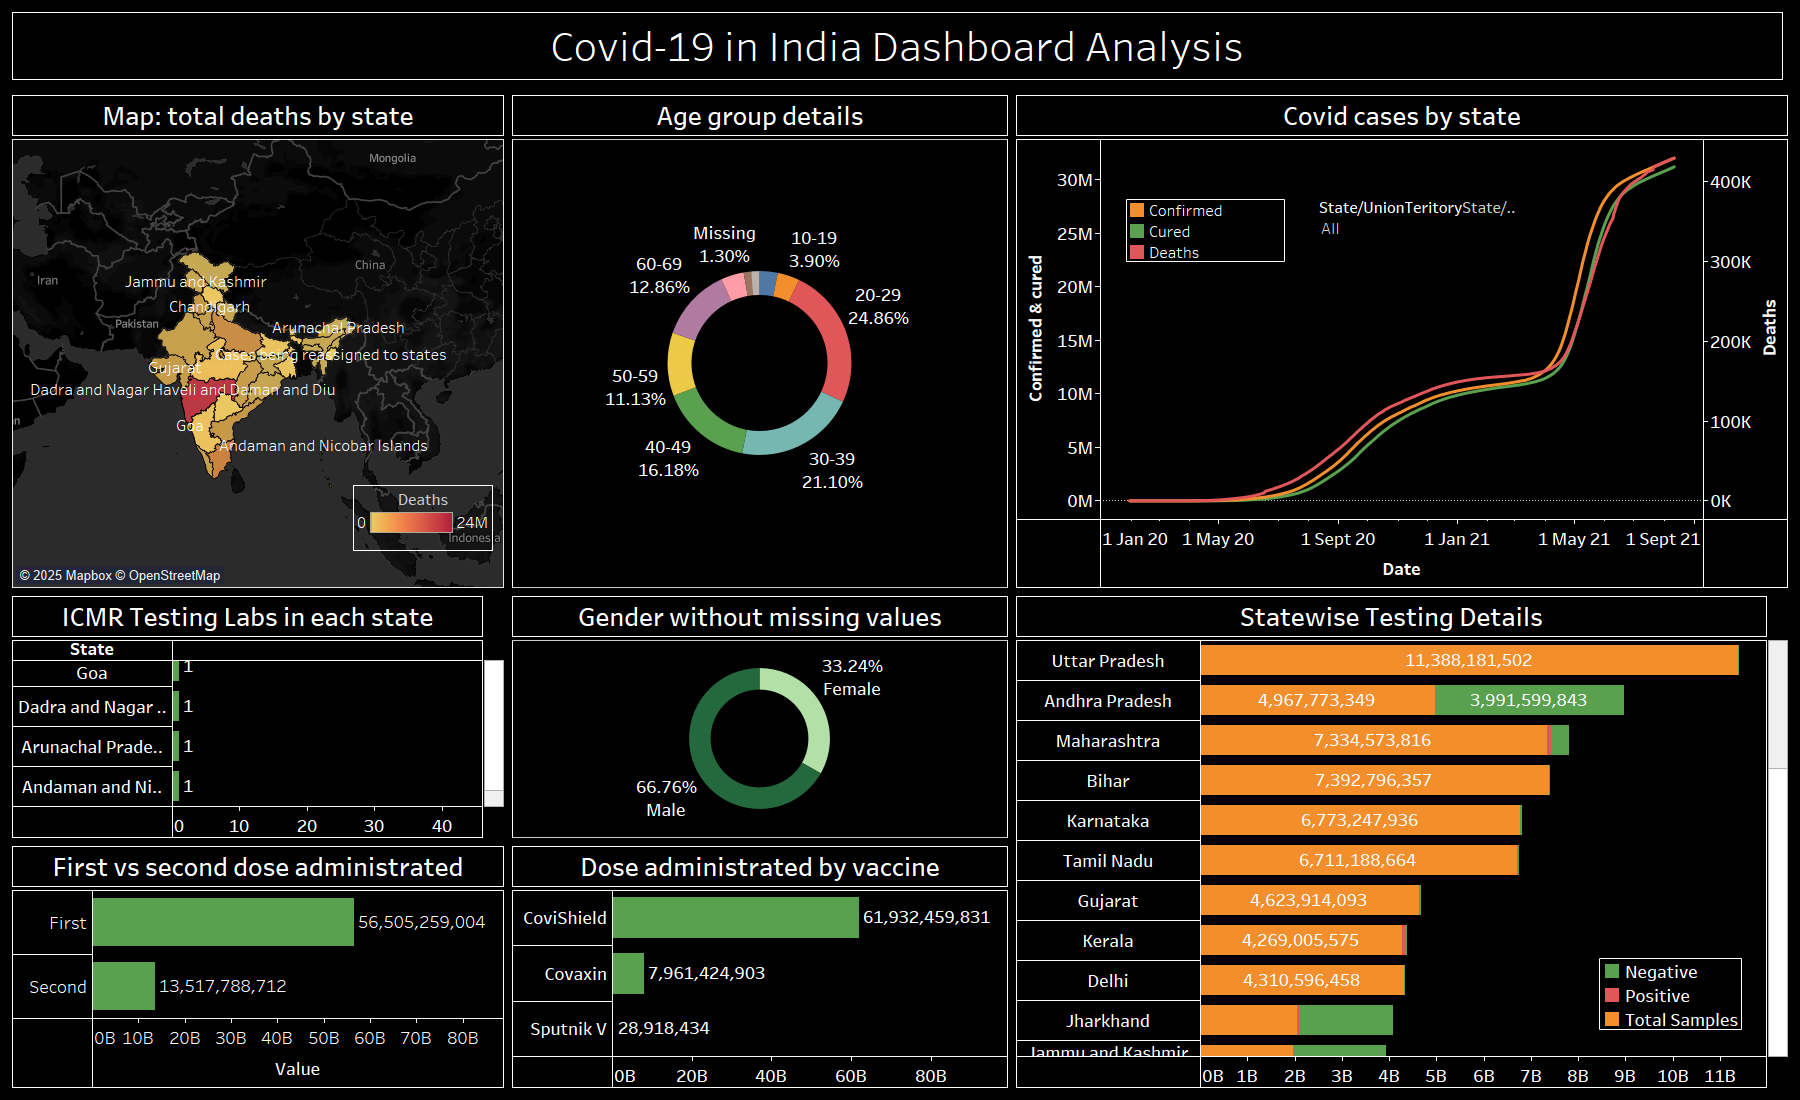 Covid-19 in India Dashboard Analysis
Map: total deaths by state
Mongolia
China
Iran
Pakistan
Jammu and Kashmir
Chandigarh
Arunachal Pradesh
Cases being reassigned to states
Gujarat
Dadra and Nagar Haveli and Daman and Diu
Goa
Andaman and Nicobar Islands
Deaths
0 24M
Indonesia
© 2025 Mapbox © OpenStreetMap
Age group details
Missing
1.30%
10-19
3.90%
60-69
12.86%
20-29
24.86%
50-59
11.13%
40-49
16.18%
30-39
21.10%
Covid cases by state
Confirmed
Cured
Deaths
State/UnionTeritoryState/..
All
Confirmed & cured
30M
25M
20M
15M
10M
5M
0M
400K
300K
200K
100K
0K
Deaths
1 Jan 20 1 May 20 1 Sept 20 1 Jan 21 1 May 21 1 Sept 21
Date
ICMR Testing Labs in each state
State
Goa 1
Dadra and Nagar .. 1
Arunachal Prade.. 1
Andaman and Ni.. 1
0 10 20 30 40
Gender without missing values
33.24%
Female
66.76%
Male
Statewise Testing Details
Uttar Pradesh 11,388,181,502
Andhra Pradesh 4,967,773,349 3,991,599,843
Maharashtra 7,334,573,816
Bihar 7,392,796,357
Karnataka 6,773,247,936
Tamil Nadu 6,711,188,664
Gujarat 4,623,914,093
Kerala 4,269,005,575
Delhi 4,310,596,458
Jharkhand
Jammu and Kashmir
Negative
Positive
Total Samples
0B 1B 2B 3B 4B 5B 6B 7B 8B 9B 10B 11B
First vs second dose administrated
First 56,505,259,004
Second 13,517,788,712
0B 10B 20B 30B 40B 50B 60B 70B 80B
Value
Dose administrated by vaccine
CoviShield 61,932,459,831
Covaxin 7,961,424,903
Sputnik V 28,918,434
0B 20B 40B 60B 80B